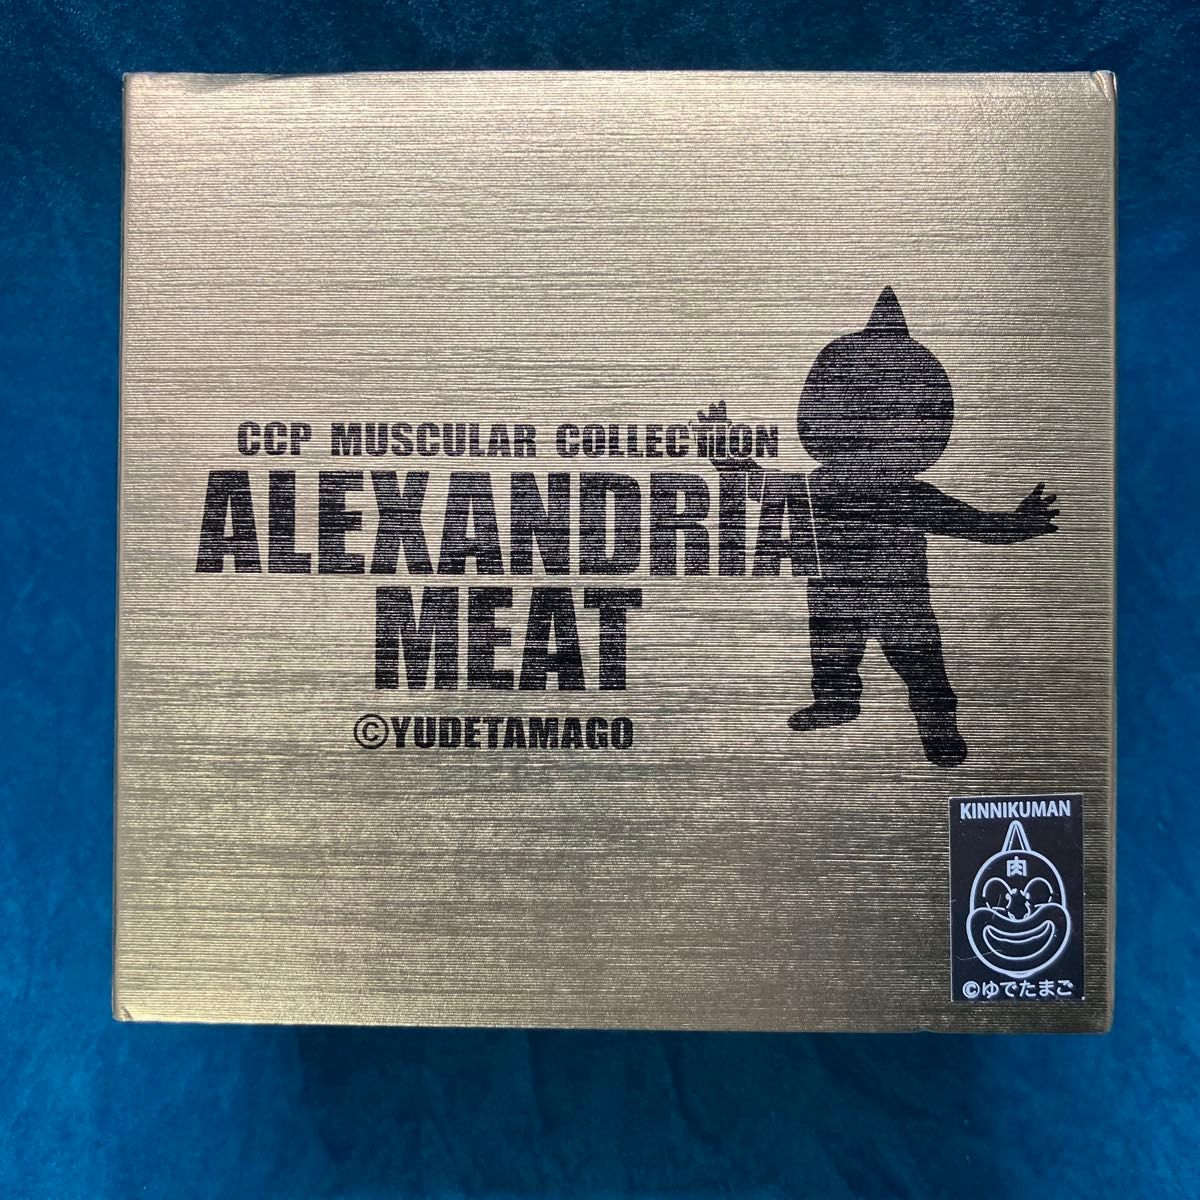 CCP MUSCULAR COLLECTION
ALEXANDRIA
MEAT
©YUDETAMAGO
KINNIKUMAN
肉
©ゆでたまご